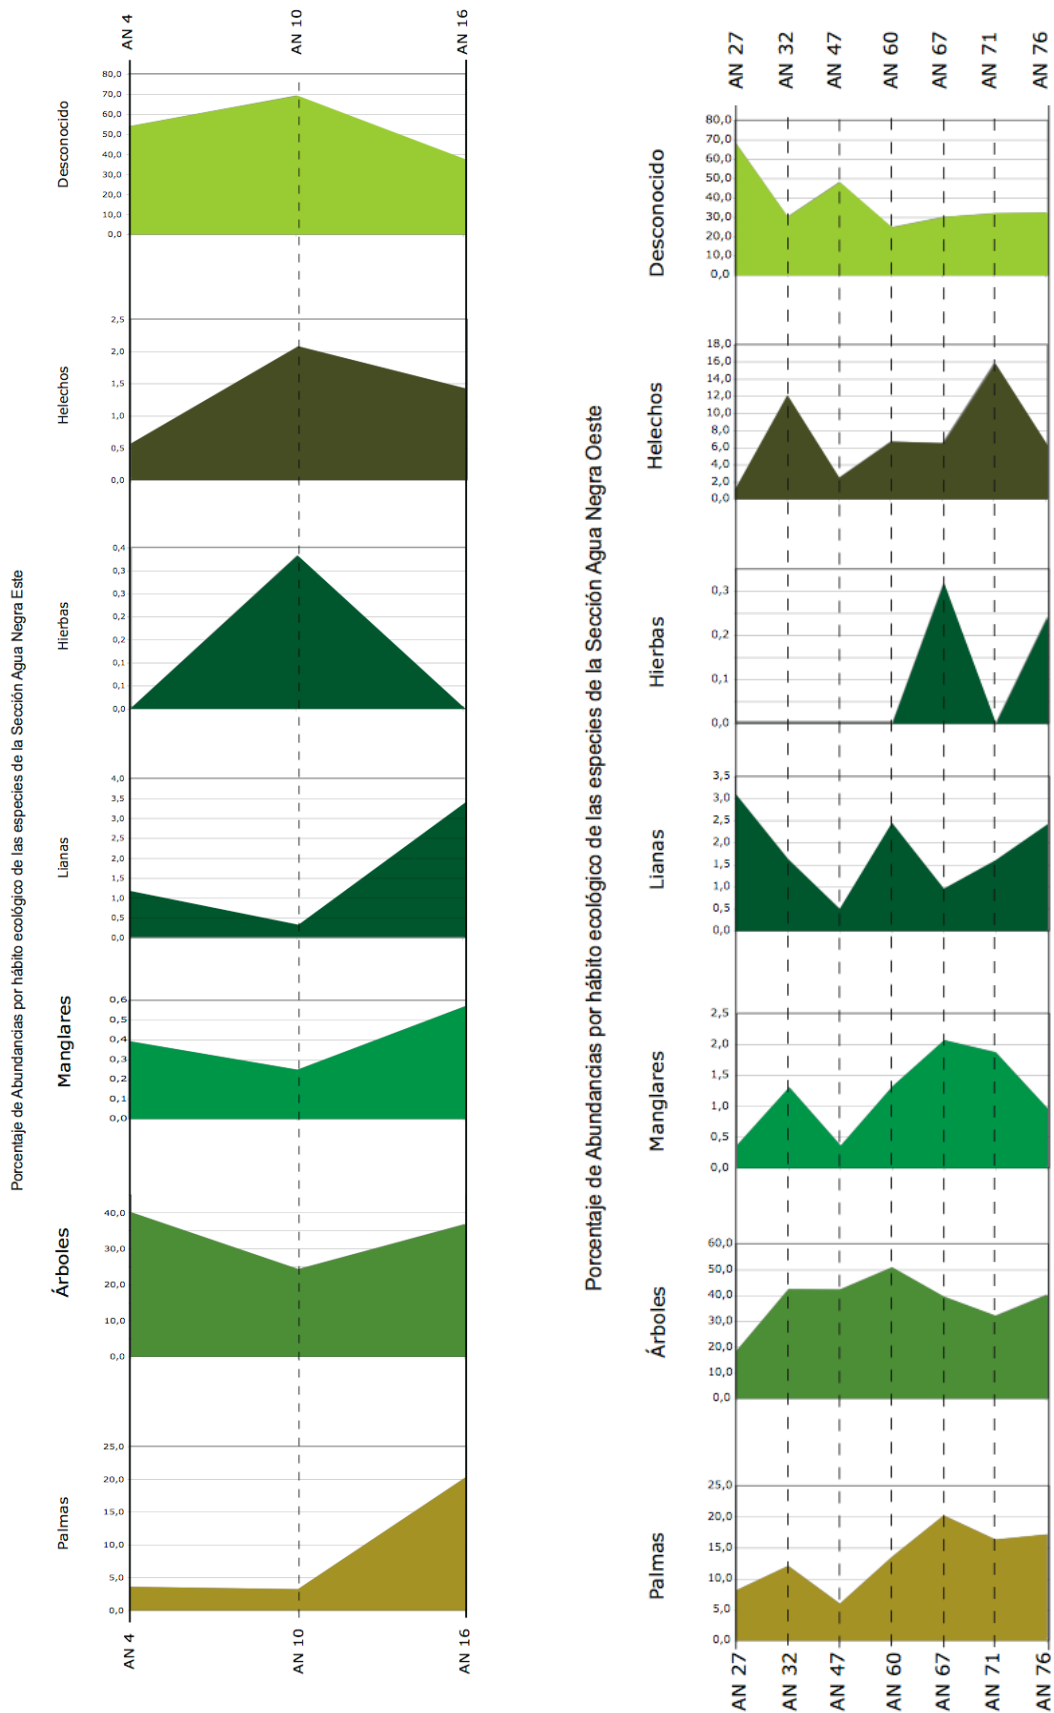 Porcentaje de Abundancias por hábito ecológico de las especies de la Sección Agua Negra Este
AN 4
AN 10
AN 16
Desconocido
80,0
70,0
60,0
50,0
40,0
30,0
20,0
10,0
0,0
Helechos
2,5
2,0
1,5
1,0
0,5
0,0
Hierbas
0,4
0,3
0,3
0,2
0,2
0,1
0,1
0,0
Lianas
4,0
3,5
3,0
2,5
2,0
1,5
1,0
0,5
0,0
Manglares
0,6
0,5
0,4
0,3
0,2
0,1
0,0
Árboles
40,0
30,0
20,0
10,0
0,0
Palmas
25,0
20,0
15,0
10,0
5,0
0,0
AN 4
AN 10
AN 16
Porcentaje de Abundancias por hábito ecológico de las especies de la Sección Agua Negra Oeste
AN 27
AN 32
AN 47
AN 60
AN 67
AN 71
AN 76
Desconocido
80,0
70,0
60,0
50,0
40,0
30,0
20,0
10,0
0,0
Helechos
18,0
16,0
14,0
12,0
10,0
8,0
6,0
4,0
2,0
0,0
Hierbas
0,3
0,2
0,1
0,0
Lianas
3,5
3,0
2,5
2,0
1,5
1,0
0,5
0,0
Manglares
2,5
2,0
1,5
1,0
0,5
0,0
Árboles
60,0
50,0
40,0
30,0
20,0
10,0
0,0
Palmas
25,0
20,0
15,0
10,0
5,0
0,0
AN 27
AN 32
AN 47
AN 60
AN 67
AN 71
AN 76